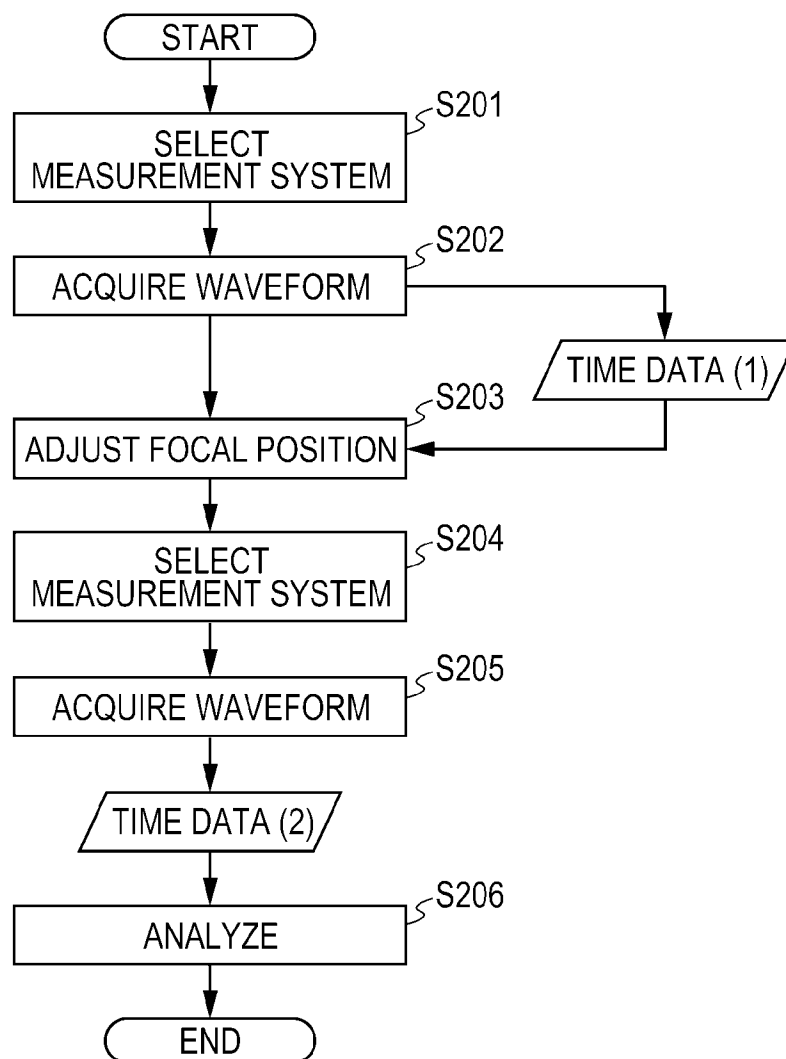 START
S201
SELECT
MEASUREMENT SYSTEM
S202
ACQUIRE WAVEFORM
TIME DATA (1)
S203
ADJUST FOCAL POSITION
S204
SELECT
MEASUREMENT SYSTEM
S205
ACQUIRE WAVEFORM
TIME DATA (2)
S206
ANALYZE
END